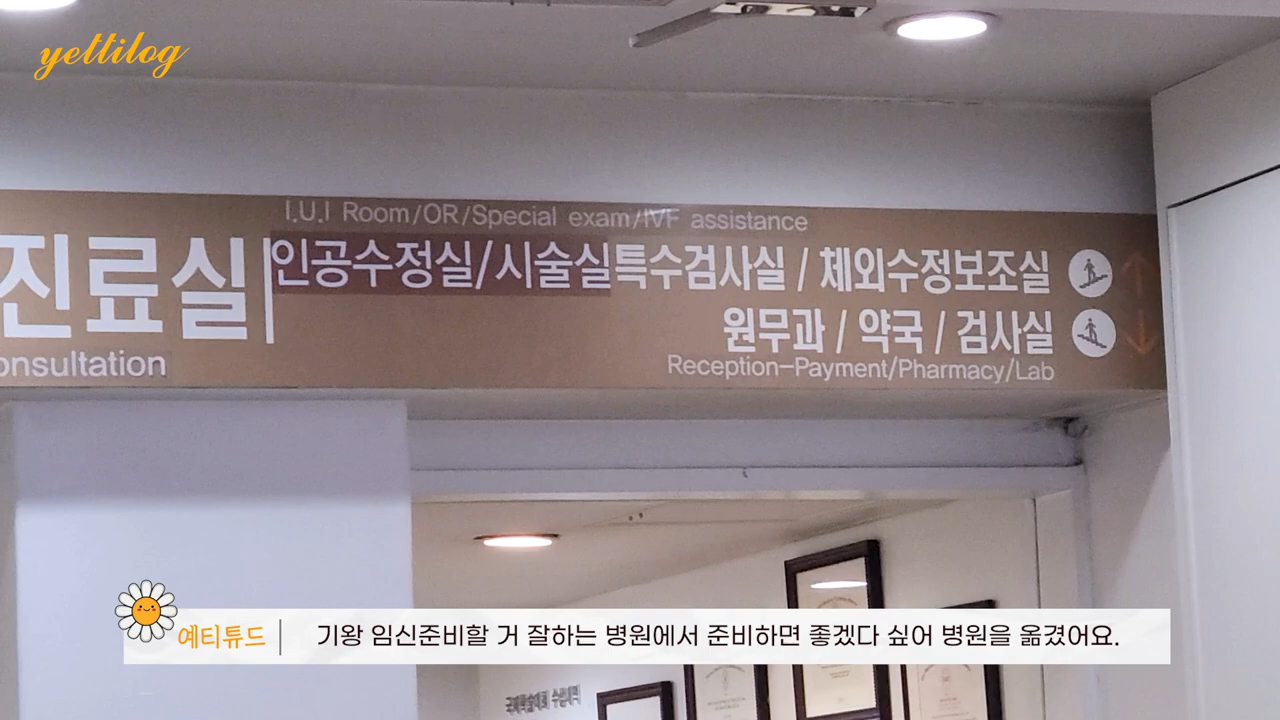 yettilog
I.U.I Room/OR/Special exam/IVF assistance
진료실 | 인공수정실/시술실 특수검사실 / 체외수정보조실
원무과 / 약국 / 검사실
onsultation
Reception-Payment/Pharmacy/Lab
예티튜드 | 기왕 임신준비할 거 잘하는 병원에서 준비하면 좋겠다 싶어 병원을 옮겼어요.